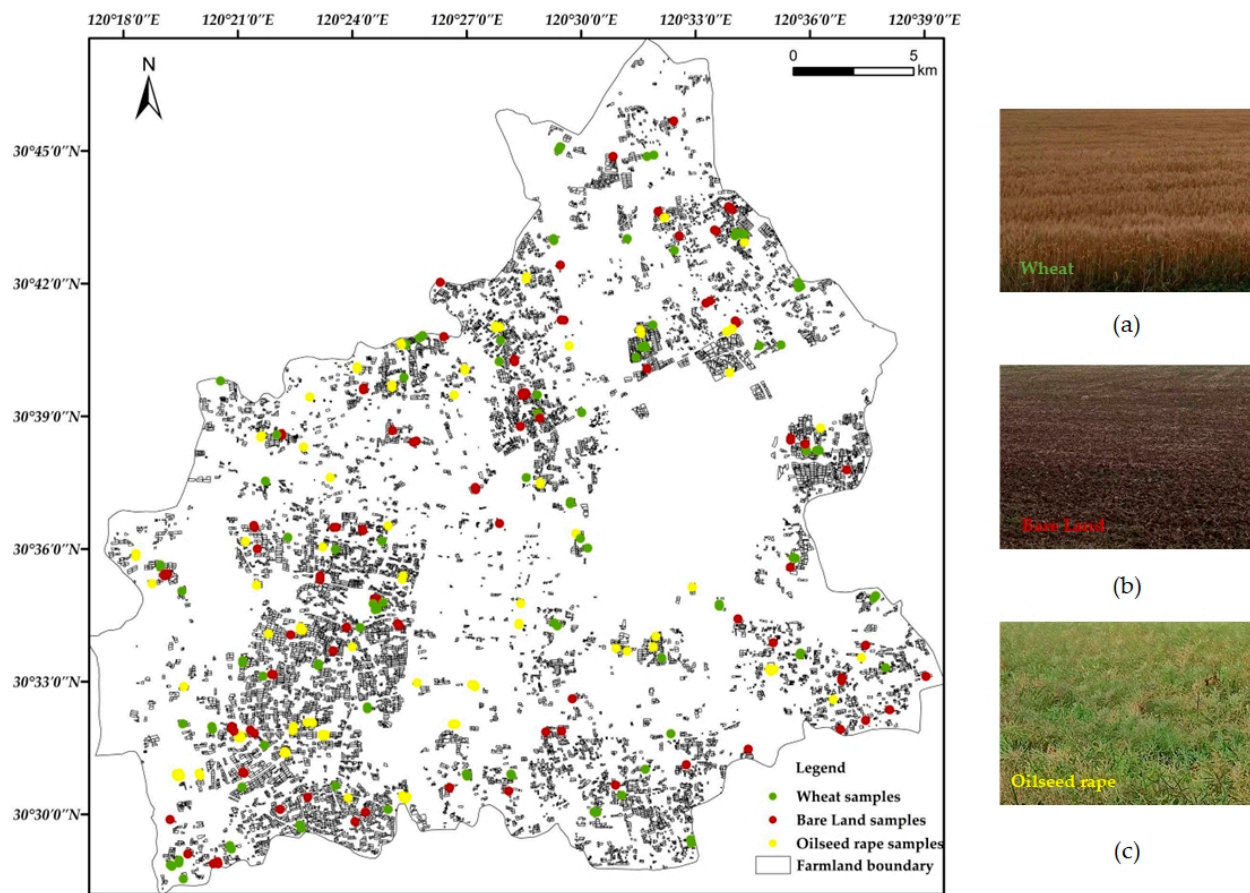 120°18′0″E 120°21′0″E 120°24′0″E 120°27′0″E 120°30′0″E 120°33′0″E 120°36′0″E 120°39′0″E
N
0 5
km
30°45′0″N
30°42′0″N
30°39′0″N
30°36′0″N
30°33′0″N
30°30′0″N
Legend
Wheat samples
Bare Land samples
Oilseed rape samples
Farmland boundary
Wheat
(a)
Bare Land
(b)
Oilseed rape
(c)